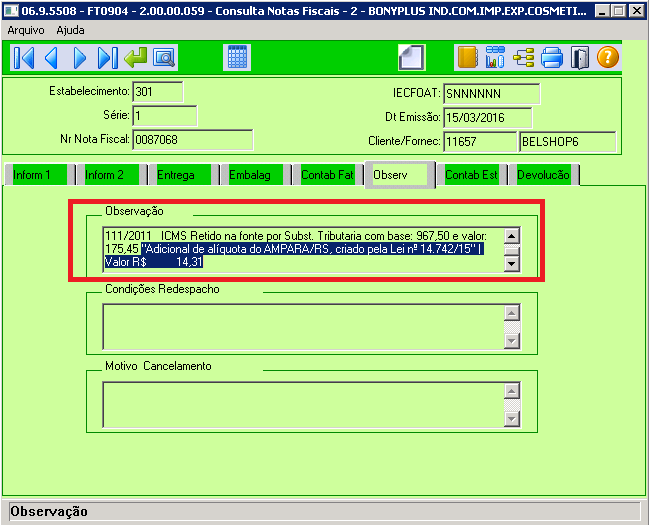 06.9.5508 - FT0904 - 2.00.00.059 - Consulta Notas Fiscais - 2 - BONYPLUS IND.COM.IMP.EXP.COSMETI...
Arquivo Ajuda
Estabelecimento: 301
IECFOAT: SNNNNNN
Série: 1
Dt Emissão: 15/03/2016
Nr Nota Fiscal: 0087068
Cliente/Fornec: 11657 BELSHOP6
Inform 1 Inform 2 Entrega Embalag Contab Fat Observ Contab Est Devolucão
Observação
111/2011 ICMS Retido na fonte por Subst. Tributaria com base: 967,50 e valor:
175,45 "Adicional de alíquota do AMPARA/RS, criado pela Lei nº 14.742/15" |
Valor R$ 14,31
Condições Redespacho
Motivo Cancelamento
Observação